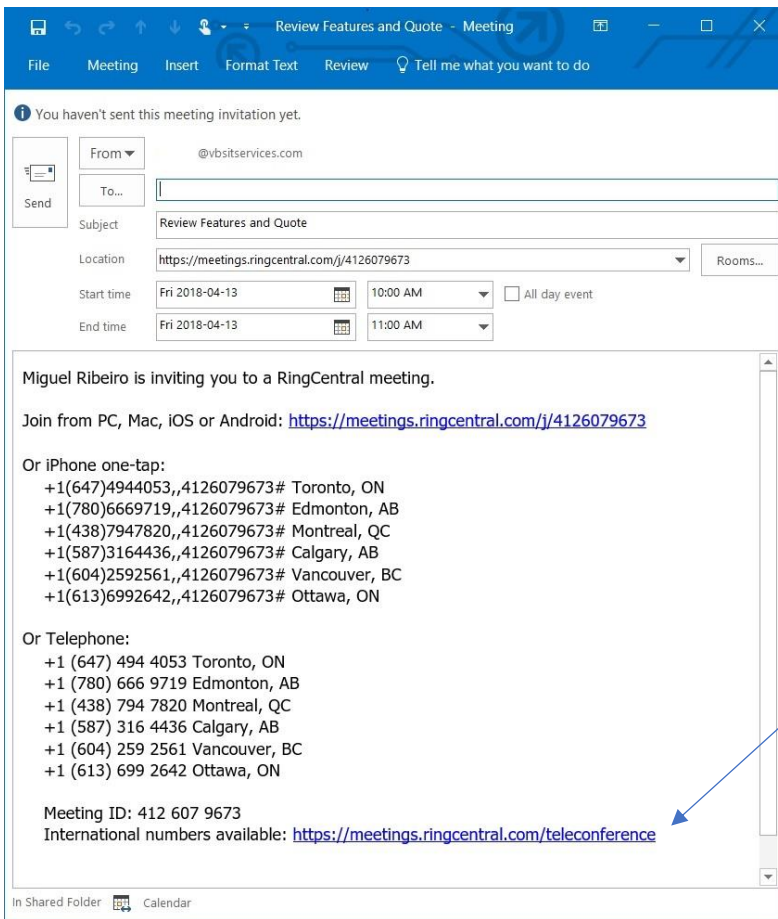 Review Features and Quote - Meeting
File Meeting Insert Format Text Review Tell me what you want to do
You haven't sent this meeting invitation yet.
From @vbsitservices.com
Send
To...
Subject Review Features and Quote
Location https://meetings.ringcentral.com/j/4126079673 Rooms...
Start time Fri 2018-04-13 10:00 AM All day event
End time Fri 2018-04-13 11:00 AM
Miguel Ribeiro is inviting you to a RingCentral meeting.
Join from PC, Mac, iOS or Android: https://meetings.ringcentral.com/j/4126079673
Or iPhone one-tap:
+1(647)4944053,,4126079673# Toronto, ON
+1(780)6669719,,4126079673# Edmonton, AB
+1(438)7947820,,4126079673# Montreal, QC
+1(587)3164436,,4126079673# Calgary, AB
+1(604)2592561,,4126079673# Vancouver, BC
+1(613)6992642,,4126079673# Ottawa, ON
Or Telephone:
+1 (647) 494 4053 Toronto, ON
+1 (780) 666 9719 Edmonton, AB
+1 (438) 794 7820 Montreal, QC
+1 (587) 316 4436 Calgary, AB
+1 (604) 259 2561 Vancouver, BC
+1 (613) 699 2642 Ottawa, ON
Meeting ID: 412 607 9673
International numbers available: https://meetings.ringcentral.com/teleconference
In Shared Folder Calendar